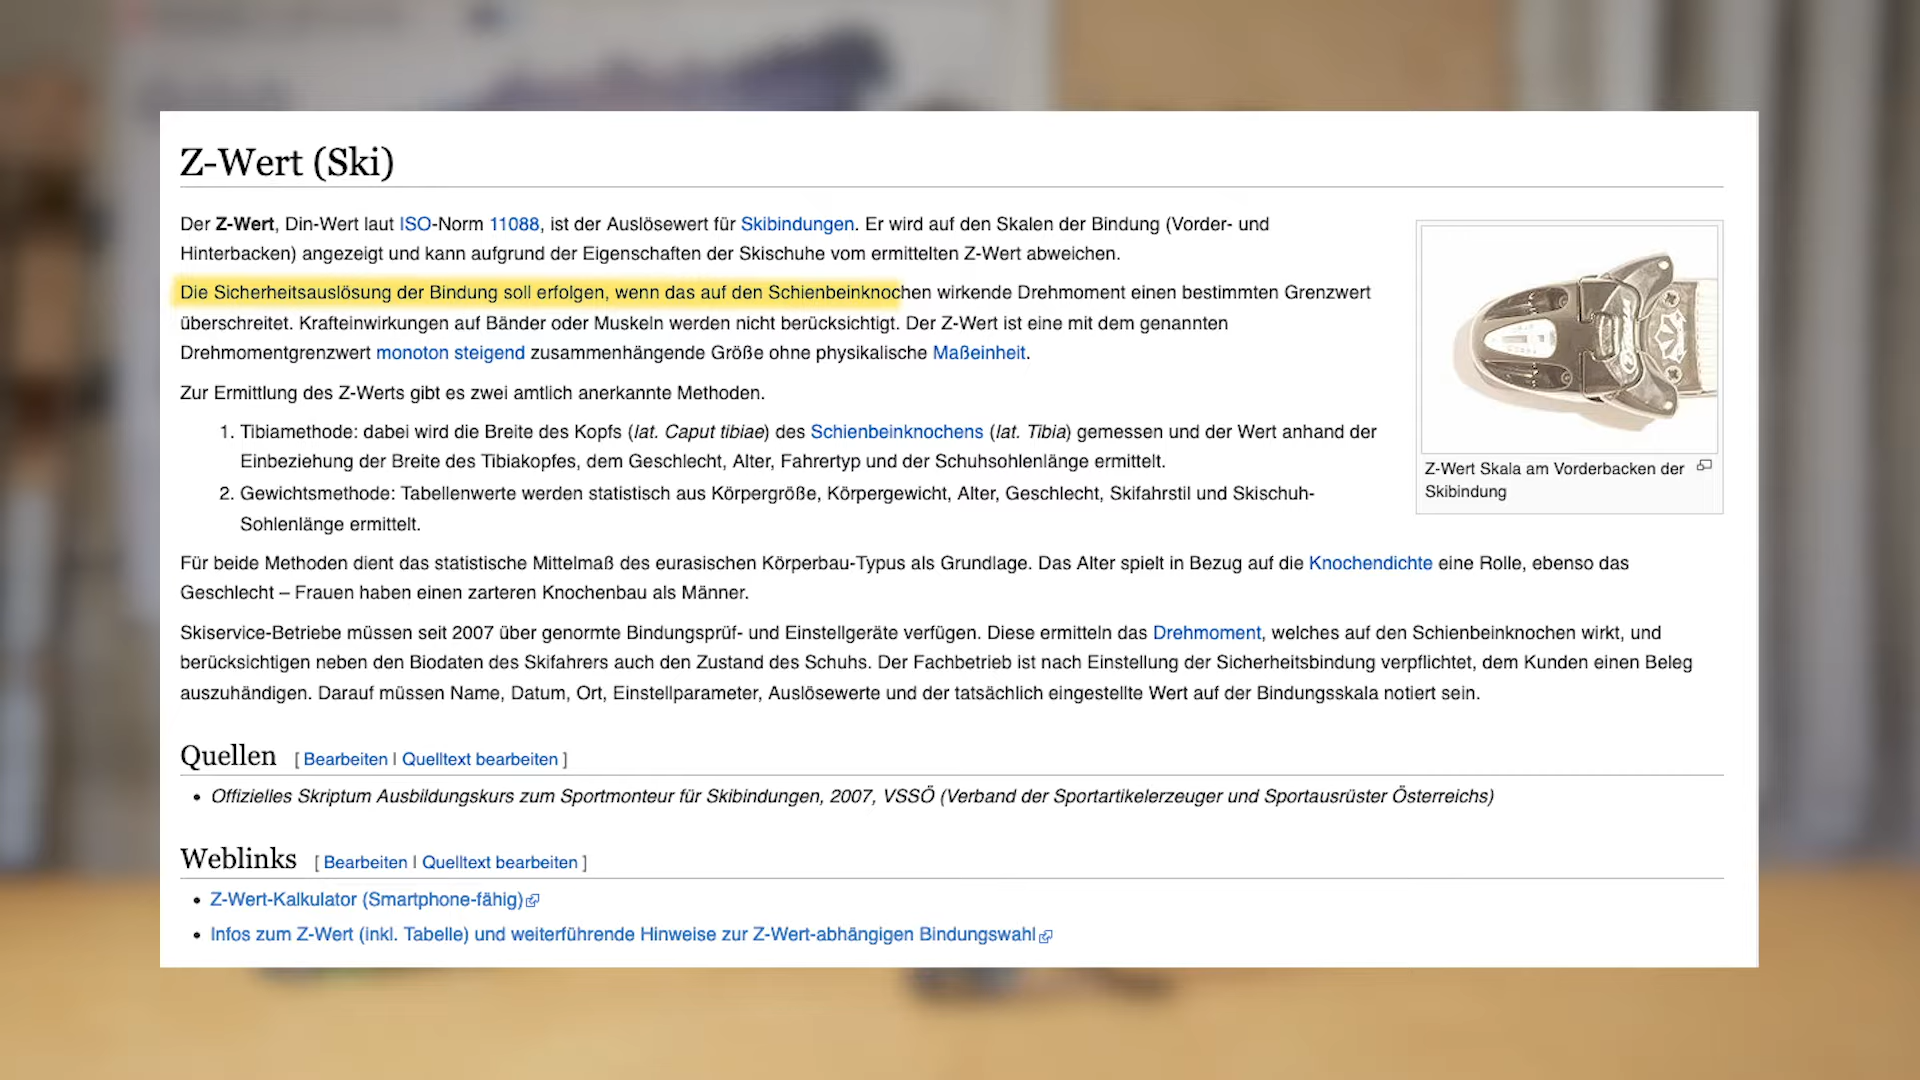 Z-Wert (Ski)
Der Z-Wert, Din-Wert laut ISO-Norm 11088, ist der Auslösewert für Skibindungen. Er wird auf den Skalen der Bindung (Vorder- und
Hinterbacken) angezeigt und kann aufgrund der Eigenschaften der Skischuhe vom ermittelten Z-Wert abweichen.
Die Sicherheitsauslösung der Bindung soll erfolgen, wenn das auf den Schienbeinknochen wirkende Drehmoment einen bestimmten Grenzwert
überschreitet. Krafteinwirkungen auf Bänder oder Muskeln werden nicht berücksichtigt. Der Z-Wert ist eine mit dem genannten
Drehmomentgrenzwert monoton steigend zusammenhängende Größe ohne physikalische Maßeinheit.
Zur Ermittlung des Z-Werts gibt es zwei amtlich anerkannte Methoden.
1. Tibiamethode: dabei wird die Breite des Kopfs (lat. Caput tibiae) des Schienbeinknochens (lat. Tibia) gemessen und der Wert anhand der
Einbeziehung der Breite des Tibiakopfes, dem Geschlecht, Alter, Fahrertyp und der Schuhsohlenlänge ermittelt.
2. Gewichtsmethode: Tabellenwerte werden statistisch aus Körpergröße, Körpergewicht, Alter, Geschlecht, Skifahrstil und Skischuh-
Sohlenlänge ermittelt.
Z-Wert Skala am Vorderbacken der
Skibindung
Für beide Methoden dient das statistische Mittelmaß des eurasischen Körperbau-Typus als Grundlage. Das Alter spielt in Bezug auf die Knochendichte eine Rolle, ebenso das
Geschlecht – Frauen haben einen zarteren Knochenbau als Männer.
Skiservice-Betriebe müssen seit 2007 über genormte Bindungsprüf- und Einstellgeräte verfügen. Diese ermitteln das Drehmoment, welches auf den Schienbeinknochen wirkt, und
berücksichtigen neben den Biodaten des Skifahrers auch den Zustand des Schuhs. Der Fachbetrieb ist nach Einstellung der Sicherheitsbindung verpflichtet, dem Kunden einen Beleg
auszuhändigen. Darauf müssen Name, Datum, Ort, Einstellparameter, Auslösewerte und der tatsächlich eingestellte Wert auf der Bindungsskala notiert sein.
Quellen [ Bearbeiten | Quelltext bearbeiten ]
• Offizielles Skriptum Ausbildungskurs zum Sportmonteur für Skibindungen, 2007, VSSÖ (Verband der Sportartikelerzeuger und Sportausrüster Österreichs)
Weblinks [ Bearbeiten | Quelltext bearbeiten ]
• Z-Wert-Kalkulator (Smartphone-fähig)
• Infos zum Z-Wert (inkl. Tabelle) und weiterführende Hinweise zur Z-Wert-abhängigen Bindungswahl